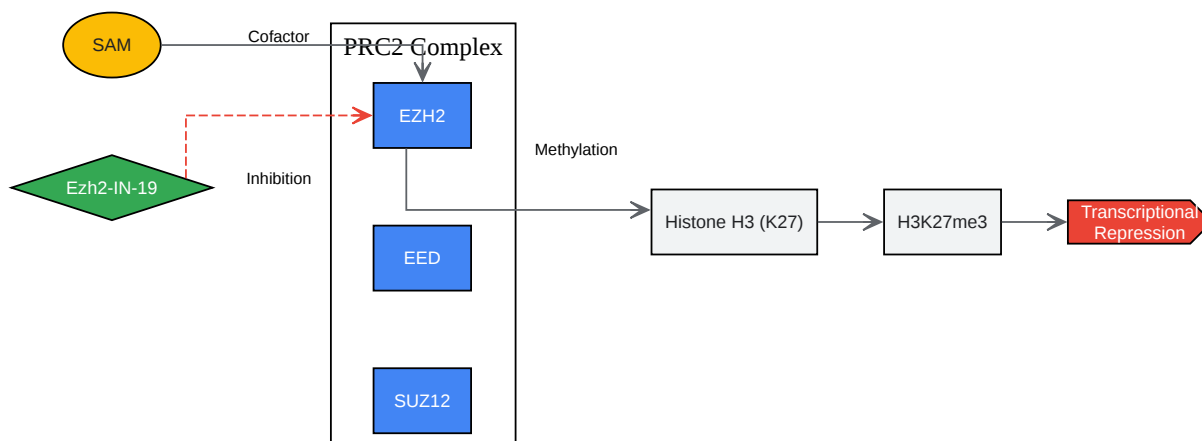 SAM
Cofactor
PRC2 Complex
EZH2
Methylation
Ezh2-IN-19
Inhibition
Histone H3 (K27)
H3K27me3
Transcriptional
Repression
EED
SUZ12